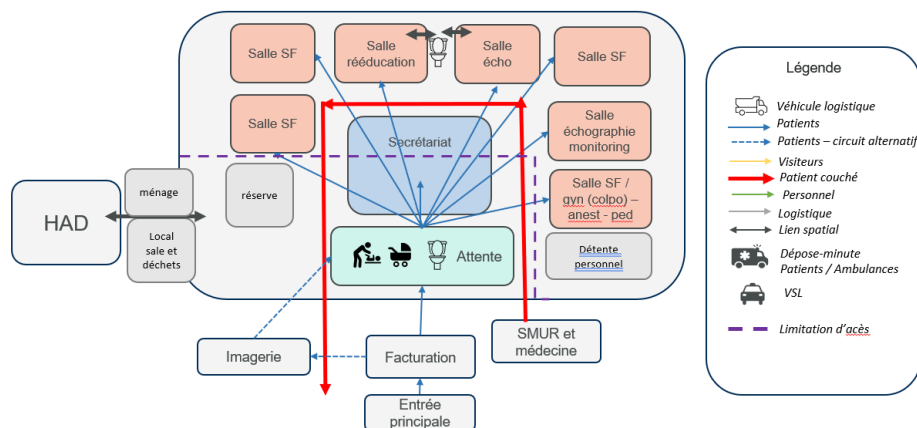 Salle SF
Salle
rééducation
Salle
écho
Salle SF
Salle SF
Secrétariat
Salle
échographie
monitoring
HAD
ménage
Local
sale et
déchets
réserve
Salle SF /
gyn (colpo) –
anest - ped
Attente
Détente
personnel
Imagerie
Facturation
SMUR et
médecine
Entrée
principale
Légende
Véhicule logistique
Patients
Patients – circuit alternatif
Visiteurs
Patient couché
Personnel
Logistique
Lien spatial
Dépose-minute
Patients / Ambulances
VSL
Limitation d'acès